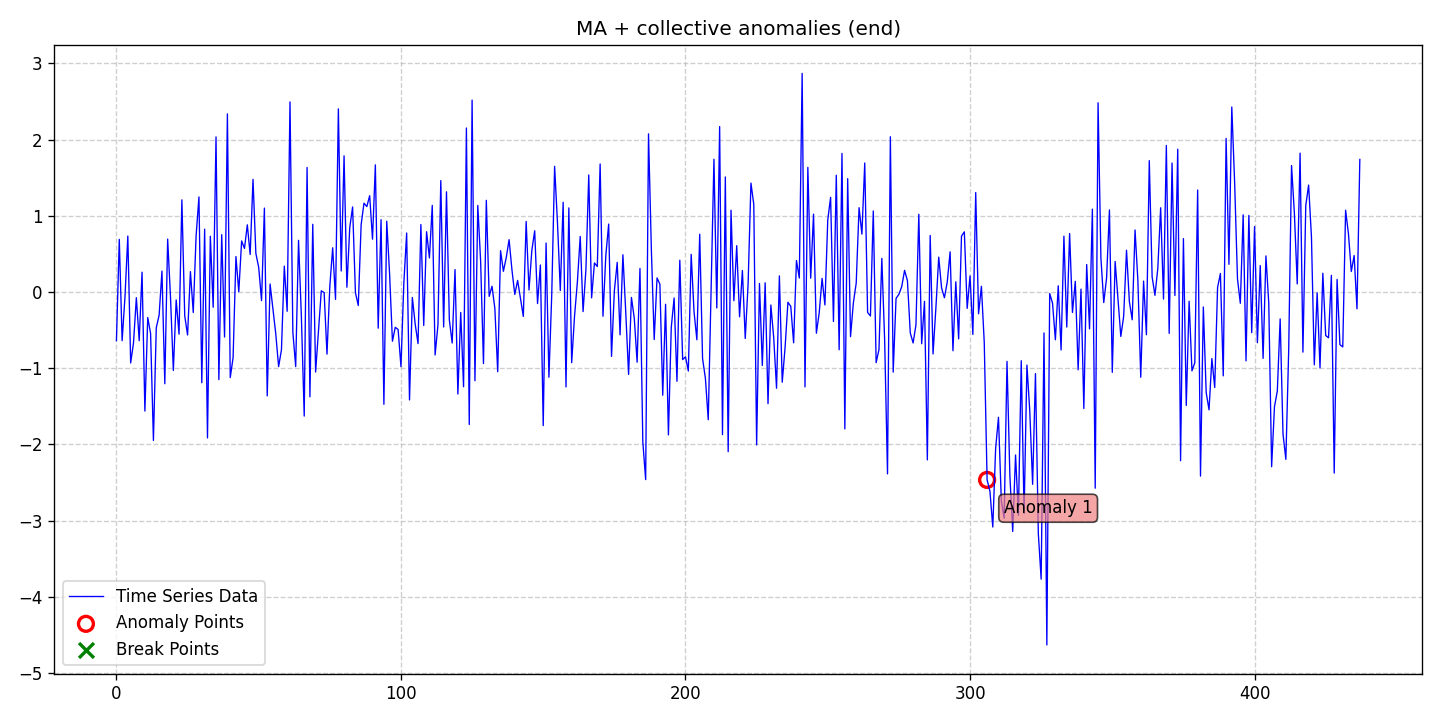 MA + collective anomalies (end)
3
2
1
0
−1
−2
−3
−4
−5
Anomaly 1
Time Series Data
Anomaly Points
Break Points
0 100 200 300 400